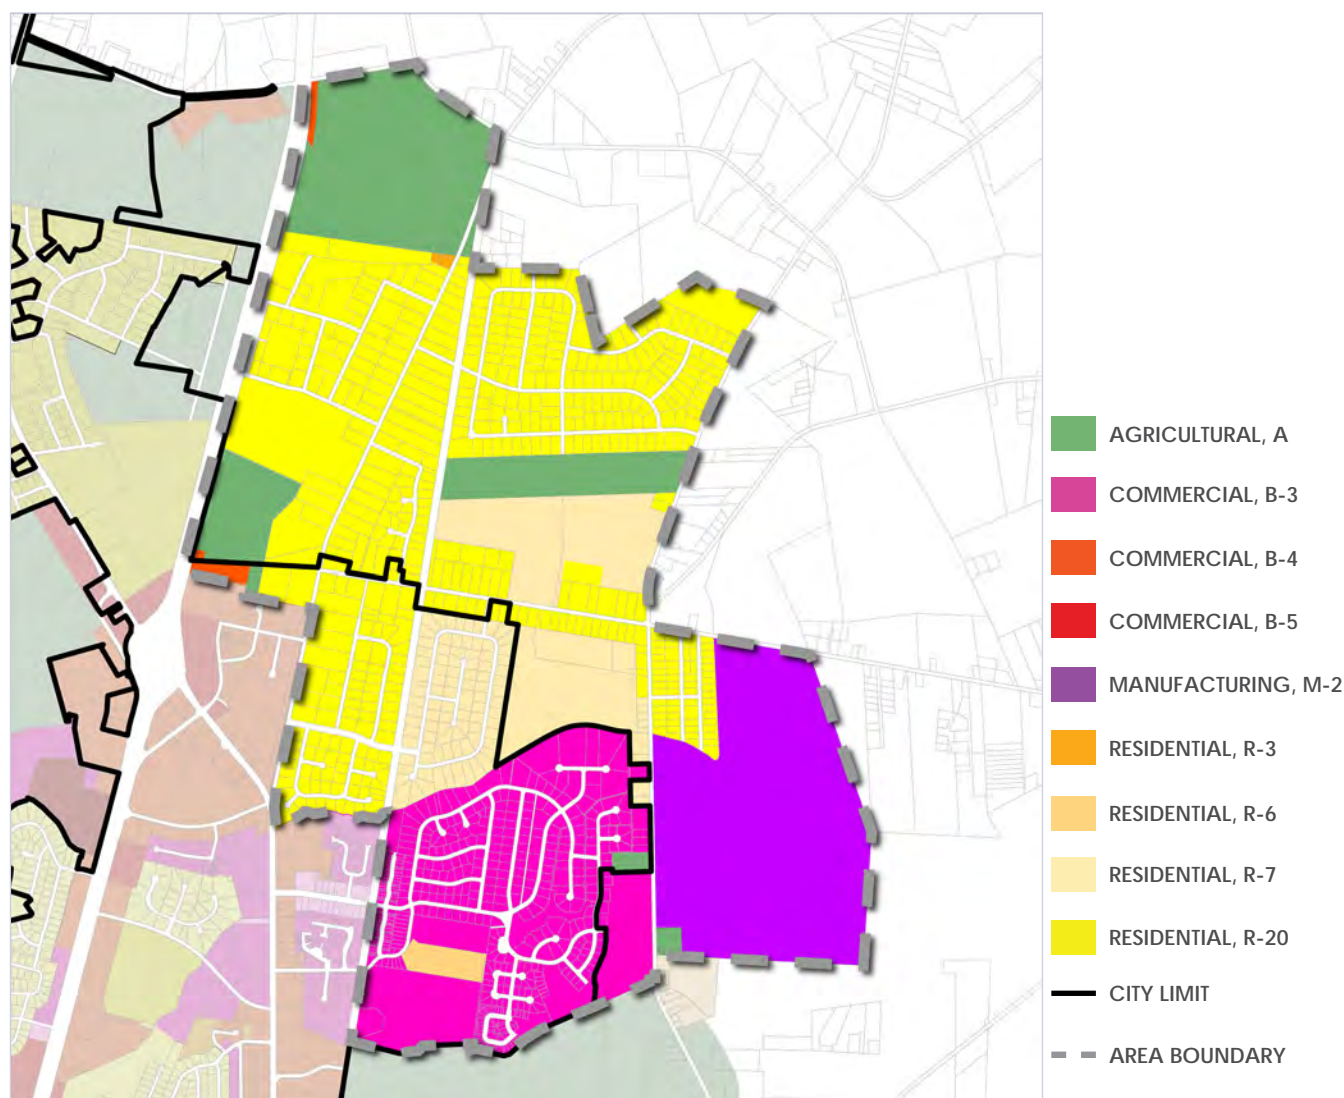 AGRICULTURAL, A
COMMERCIAL, B-3
COMMERCIAL, B-4
COMMERCIAL, B-5
MANUFACTURING, M-2
RESIDENTIAL, R-3
RESIDENTIAL, R-6
RESIDENTIAL, R-7
RESIDENTIAL, R-20
CITY LIMIT
AREA BOUNDARY